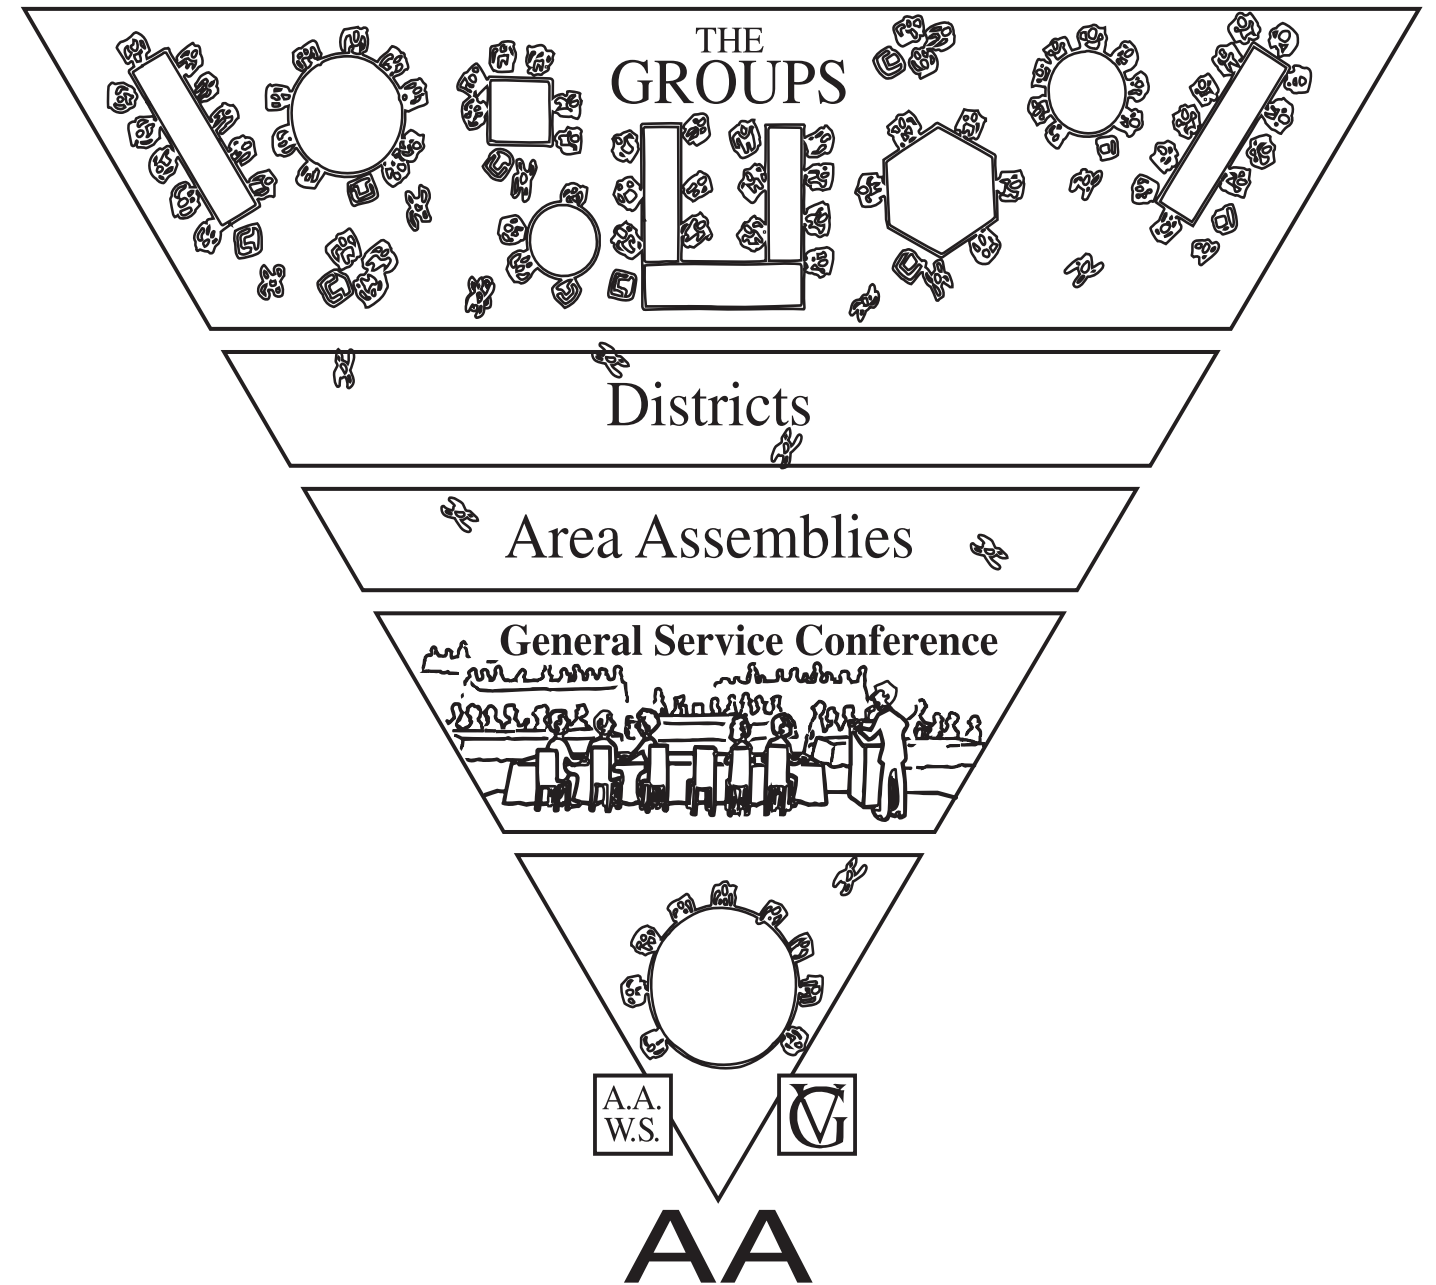 THE
GROUPS
Districts
Area Assemblies
General Service Conference
A.A.
W.S.
GV
AA